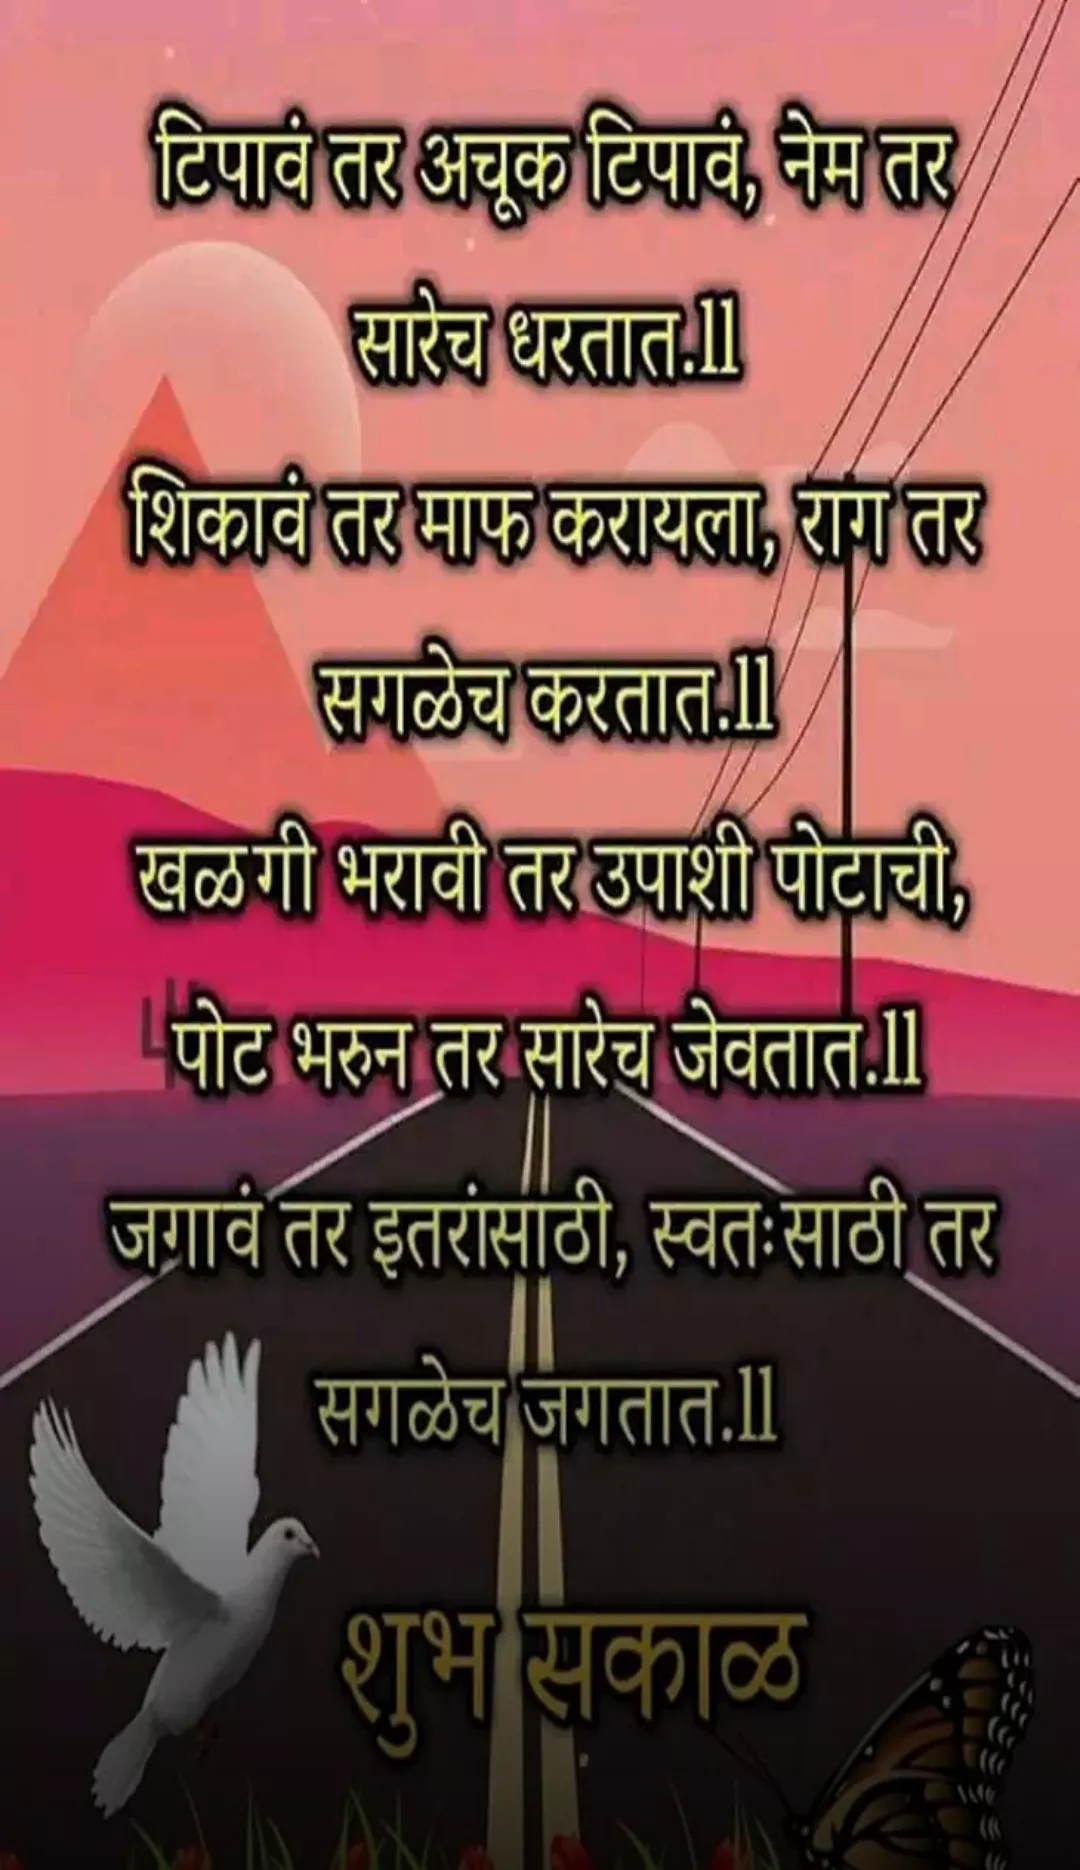 टिपावं तर अचूक टिपावं, नेम तर
सारेच धरतात.ll
शिकावं तर माफ करायला, राग तर
सगळेच करतात.ll
खळगी भरावी तर उपाशी पोटाची,
पोट भरुन तर सारेच जेवतात.ll
जगावं तर इतरांसाठी, स्वतःसाठी तर
सगळेच जगतात.ll
शुभ सकाळ